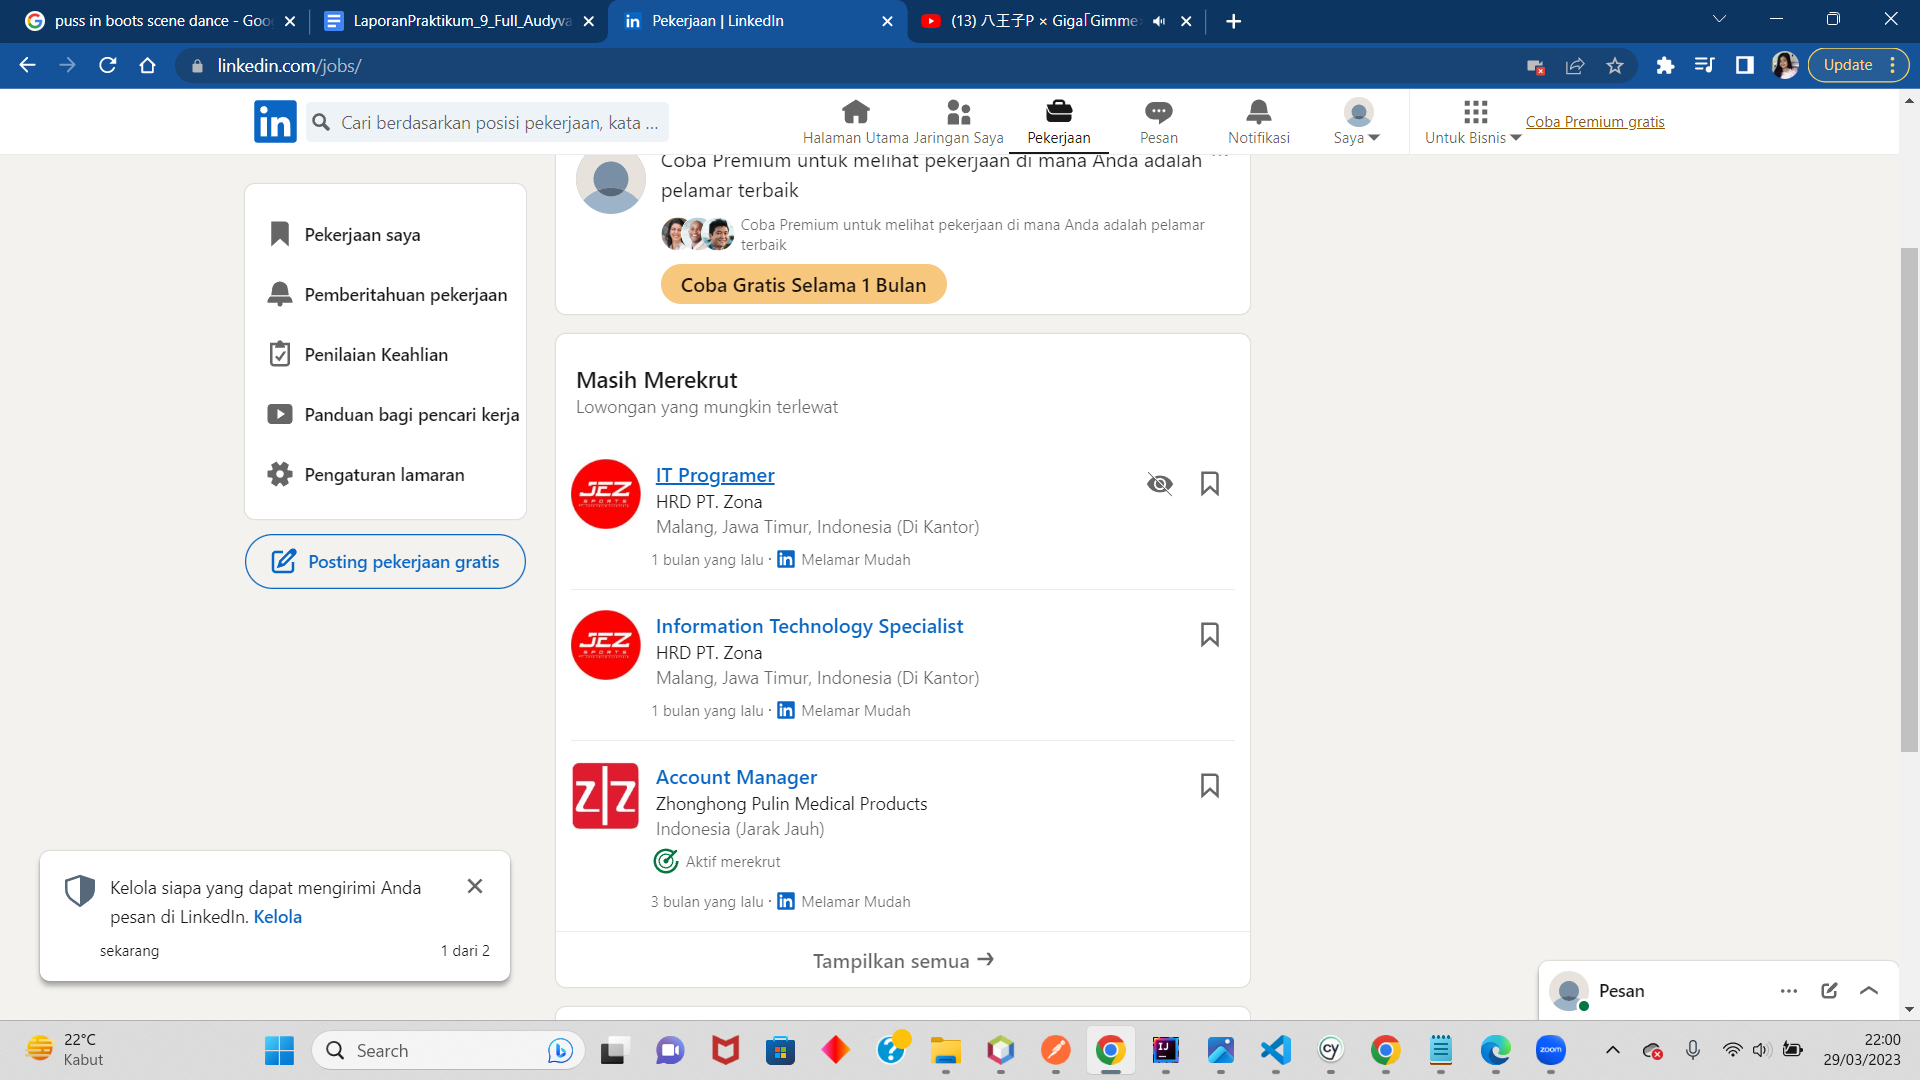 puss in boots scene dance - Goo
LaporanPraktikum_9_Full_Audyva
Pekerjaan | LinkedIn
(13) 八王子P × Giga「Gimme
linkedin.com/jobs/
Update
Cari berdasarkan posisi pekerjaan, kata ...
Halaman Utama
Jaringan Saya
Pekerjaan
Pesan
Notifikasi
Saya
Untuk Bisnis
Coba Premium gratis
Coba Premium untuk melihat pekerjaan di mana Anda adalah
pelamar terbaik
Coba Premium untuk melihat pekerjaan di mana Anda adalah pelamar
terbaik
Coba Gratis Selama 1 Bulan
Pekerjaan saya
Pemberitahuan pekerjaan
Penilaian Keahlian
Panduan bagi pencari kerja
Pengaturan lamaran
Posting pekerjaan gratis
Masih Merekrut
Lowongan yang mungkin terlewat
JEZ
SPORTS
IT Programer
HRD PT. Zona
Malang, Jawa Timur, Indonesia (Di Kantor)
1 bulan yang lalu · in Melamar Mudah
JEZ
SPORTS
Information Technology Specialist
HRD PT. Zona
Malang, Jawa Timur, Indonesia (Di Kantor)
1 bulan yang lalu · in Melamar Mudah
Z|Z
Account Manager
Zhonghong Pulin Medical Products
Indonesia (Jarak Jauh)
Aktif merekrut
3 bulan yang lalu · in Melamar Mudah
Tampilkan semua →
Kelola siapa yang dapat mengirimi Anda
pesan di LinkedIn. Kelola
sekarang
1 dari 2
Pesan
22°C
Kabut
Search
zoom
22:00
29/03/2023